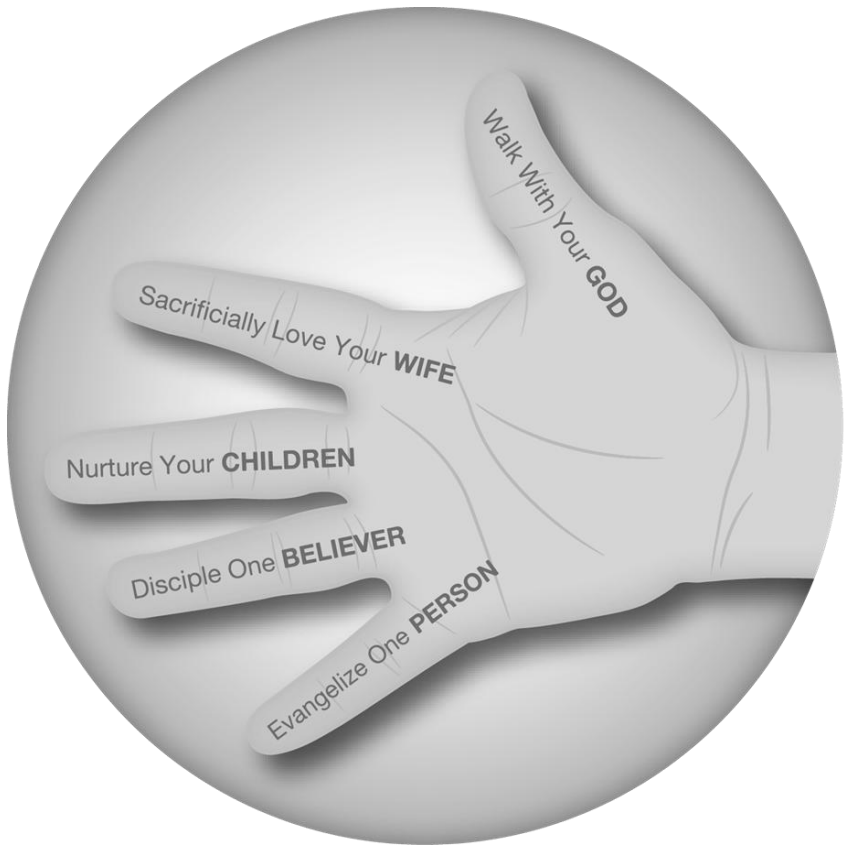 Walk With Your GOD
Sacrificially Love Your WIFE
Nurture Your CHILDREN
Disciple One BELIEVER
Evangelize One PERSON